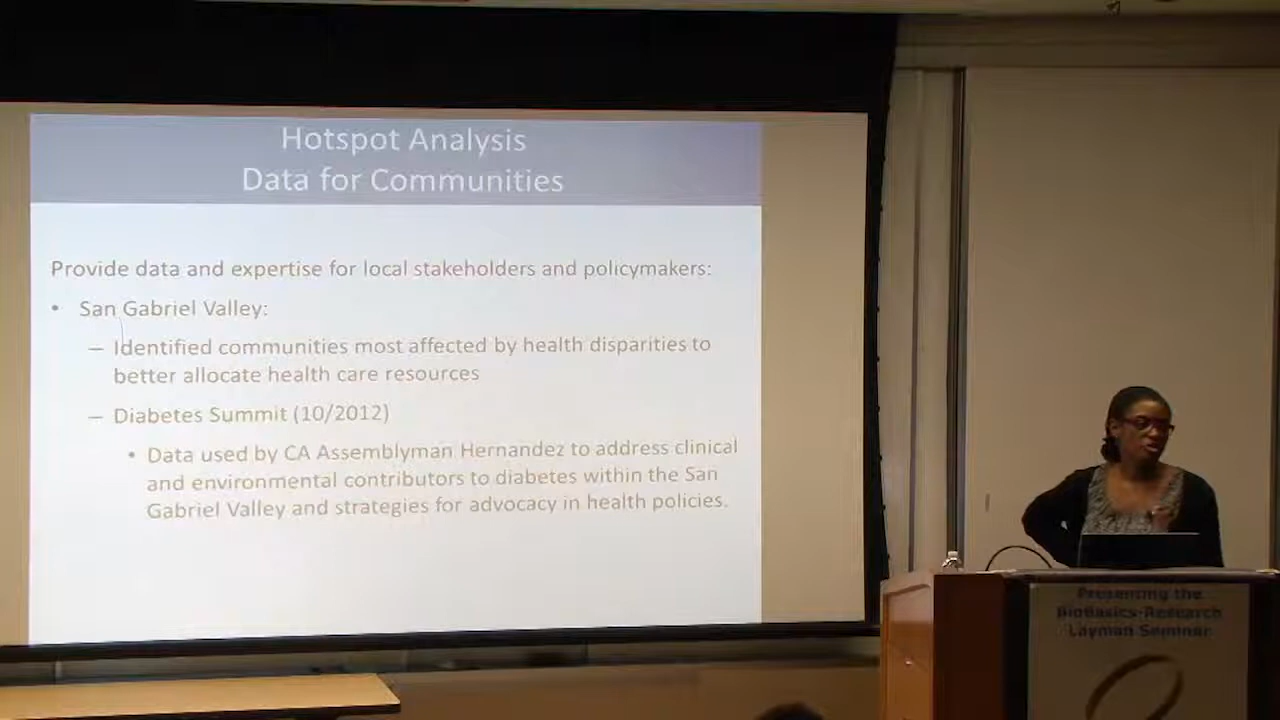 Hotspot Analysis
Data for Communities
Provide data and expertise for local stakeholders and policymakers:
• San Gabriel Valley:
– Identified communities most affected by health disparities to
better allocate health care resources
– Diabetes Summit (10/2012)
• Data used by CA Assemblyman Hernandez to address clinical
and environmental contributors to diabetes within the San
Gabriel Valley and strategies for advocacy in health policies.
Presenting the
BioBasics-Research
Layman Seminar